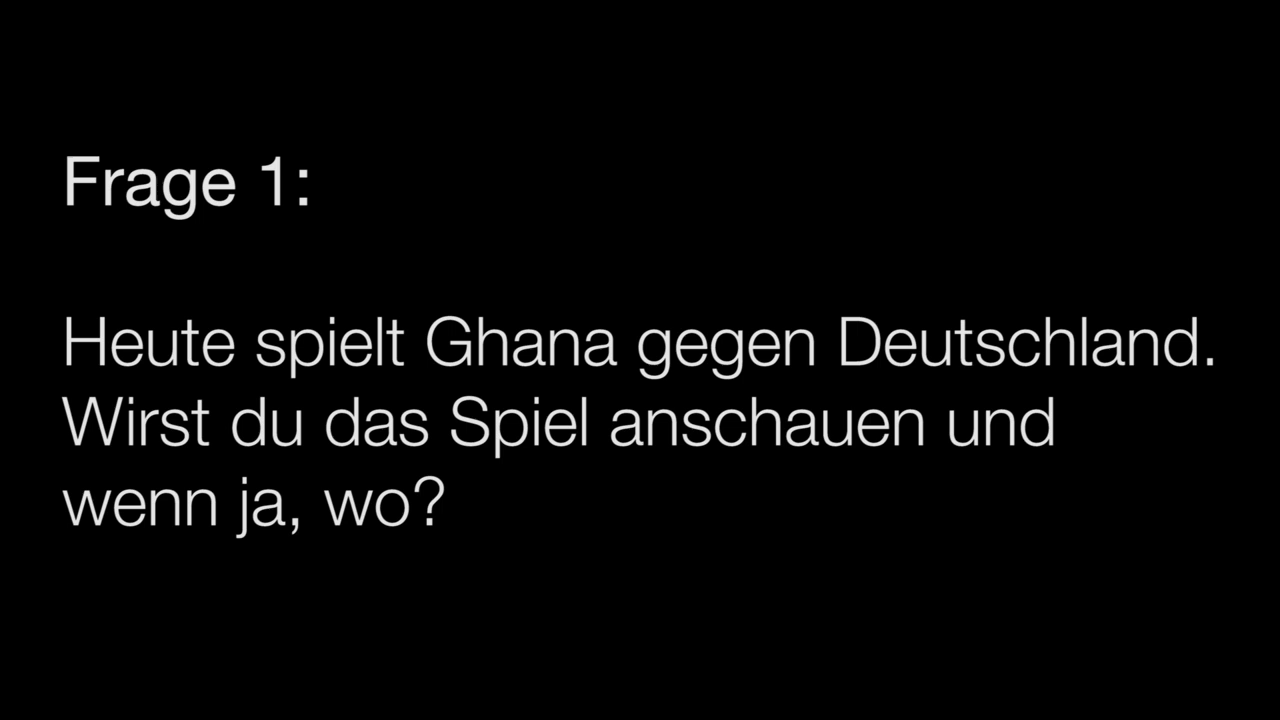 Frage 1:
Heute spielt Ghana gegen Deutschland.
Wirst du das Spiel anschauen und
wenn ja, wo?